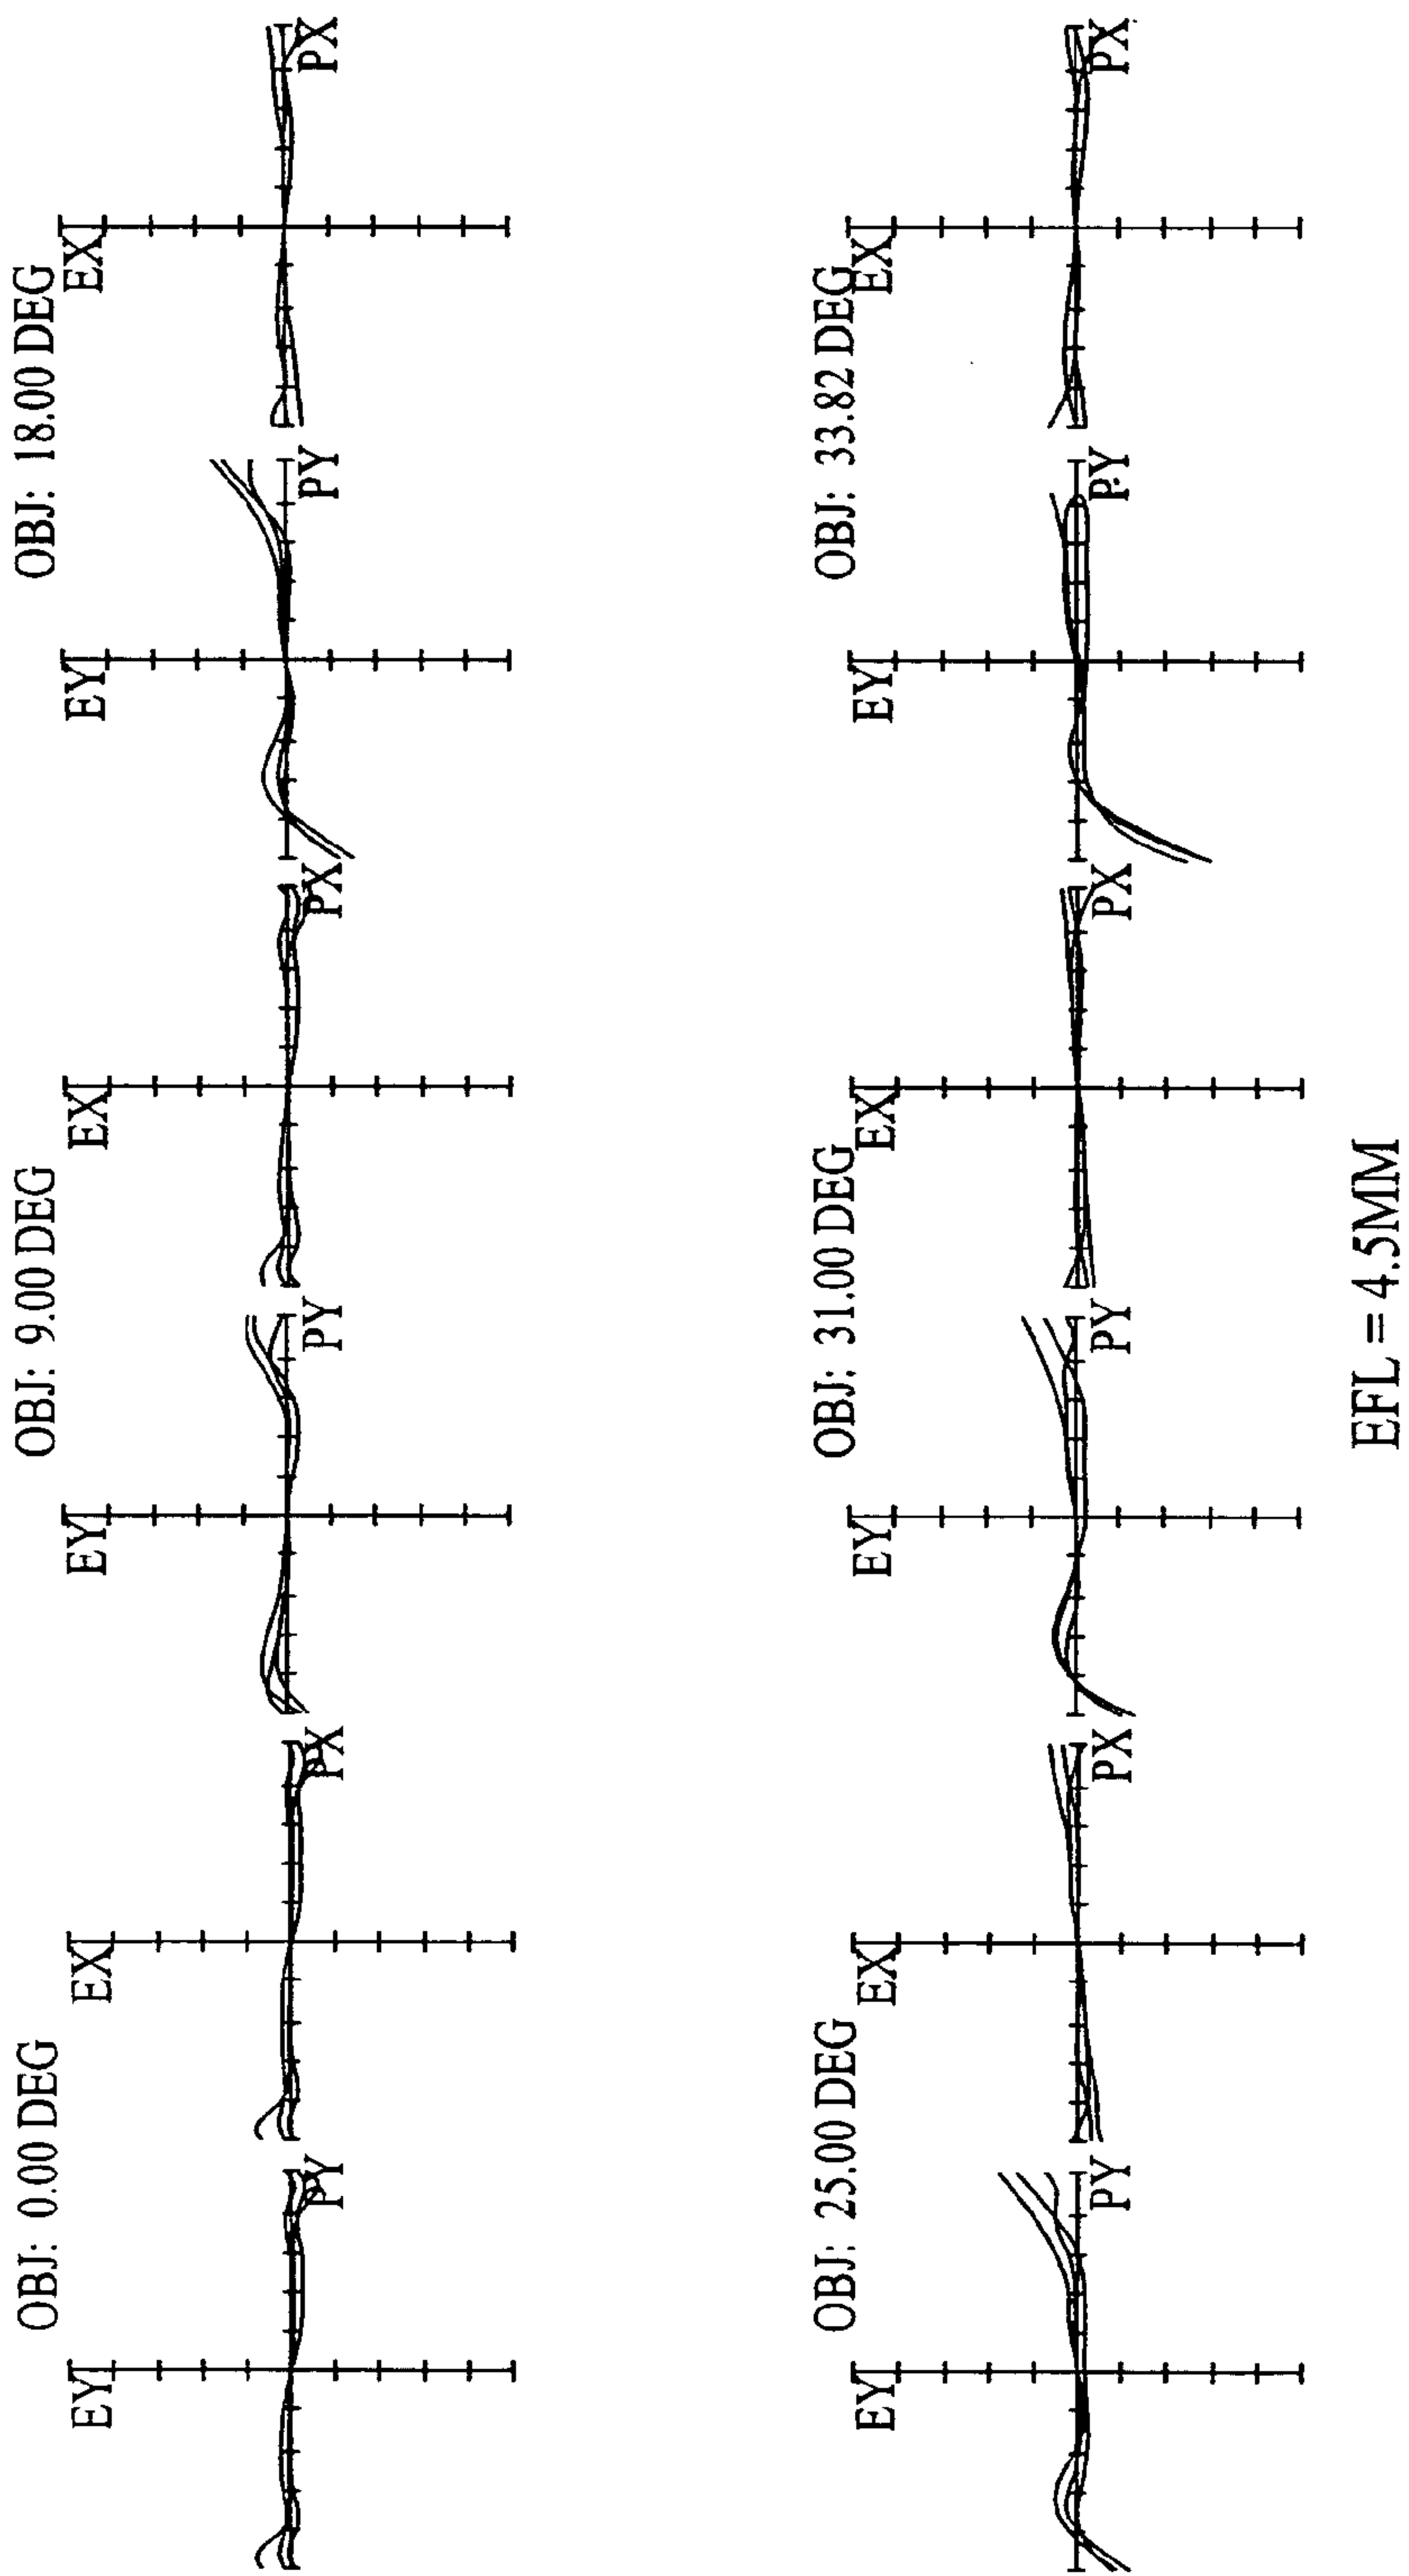 OBJ: 0.00 DEG
EY
PY
EX
PX
OBJ: 9.00 DEG
EY
PY
EX
PX
OBJ: 18.00 DEG
EY
PY
EX
PX
OBJ: 25.00 DEG
EY
PY
EX
PX
OBJ: 31.00 DEG
EY
PY
EX
PX
OBJ: 33.82 DEG
EY
PY
EX
PX
EFL = 4.5MM